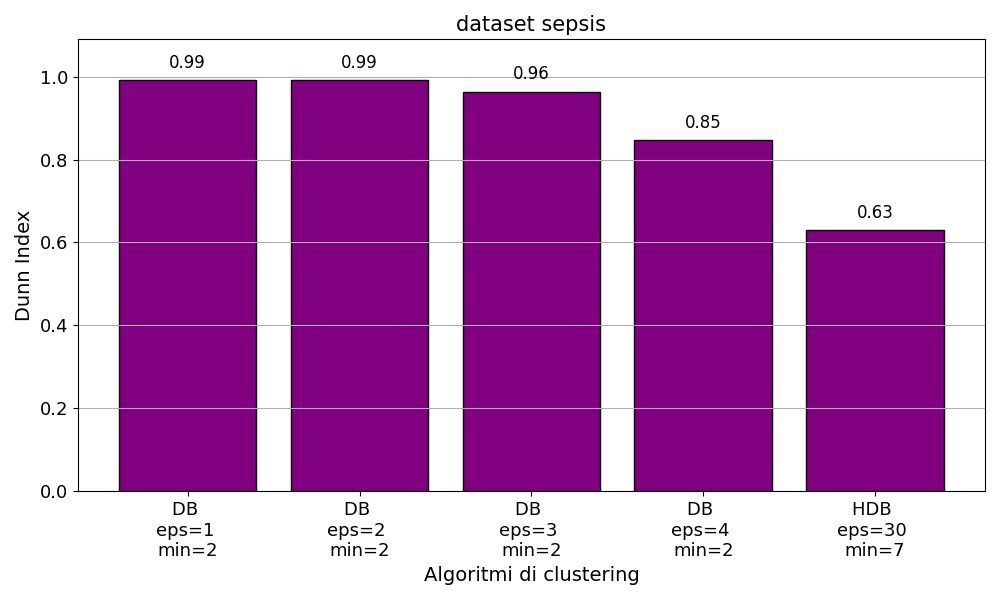 dataset sepsis
0.99
0.99
0.96
0.85
0.63
Dunn Index
1.0
0.8
0.6
0.4
0.2
0.0
DB
eps=1
min=2
DB
eps=2
min=2
DB
eps=3
min=2
DB
eps=4
min=2
HDB
eps=30
min=7
Algoritmi di clustering